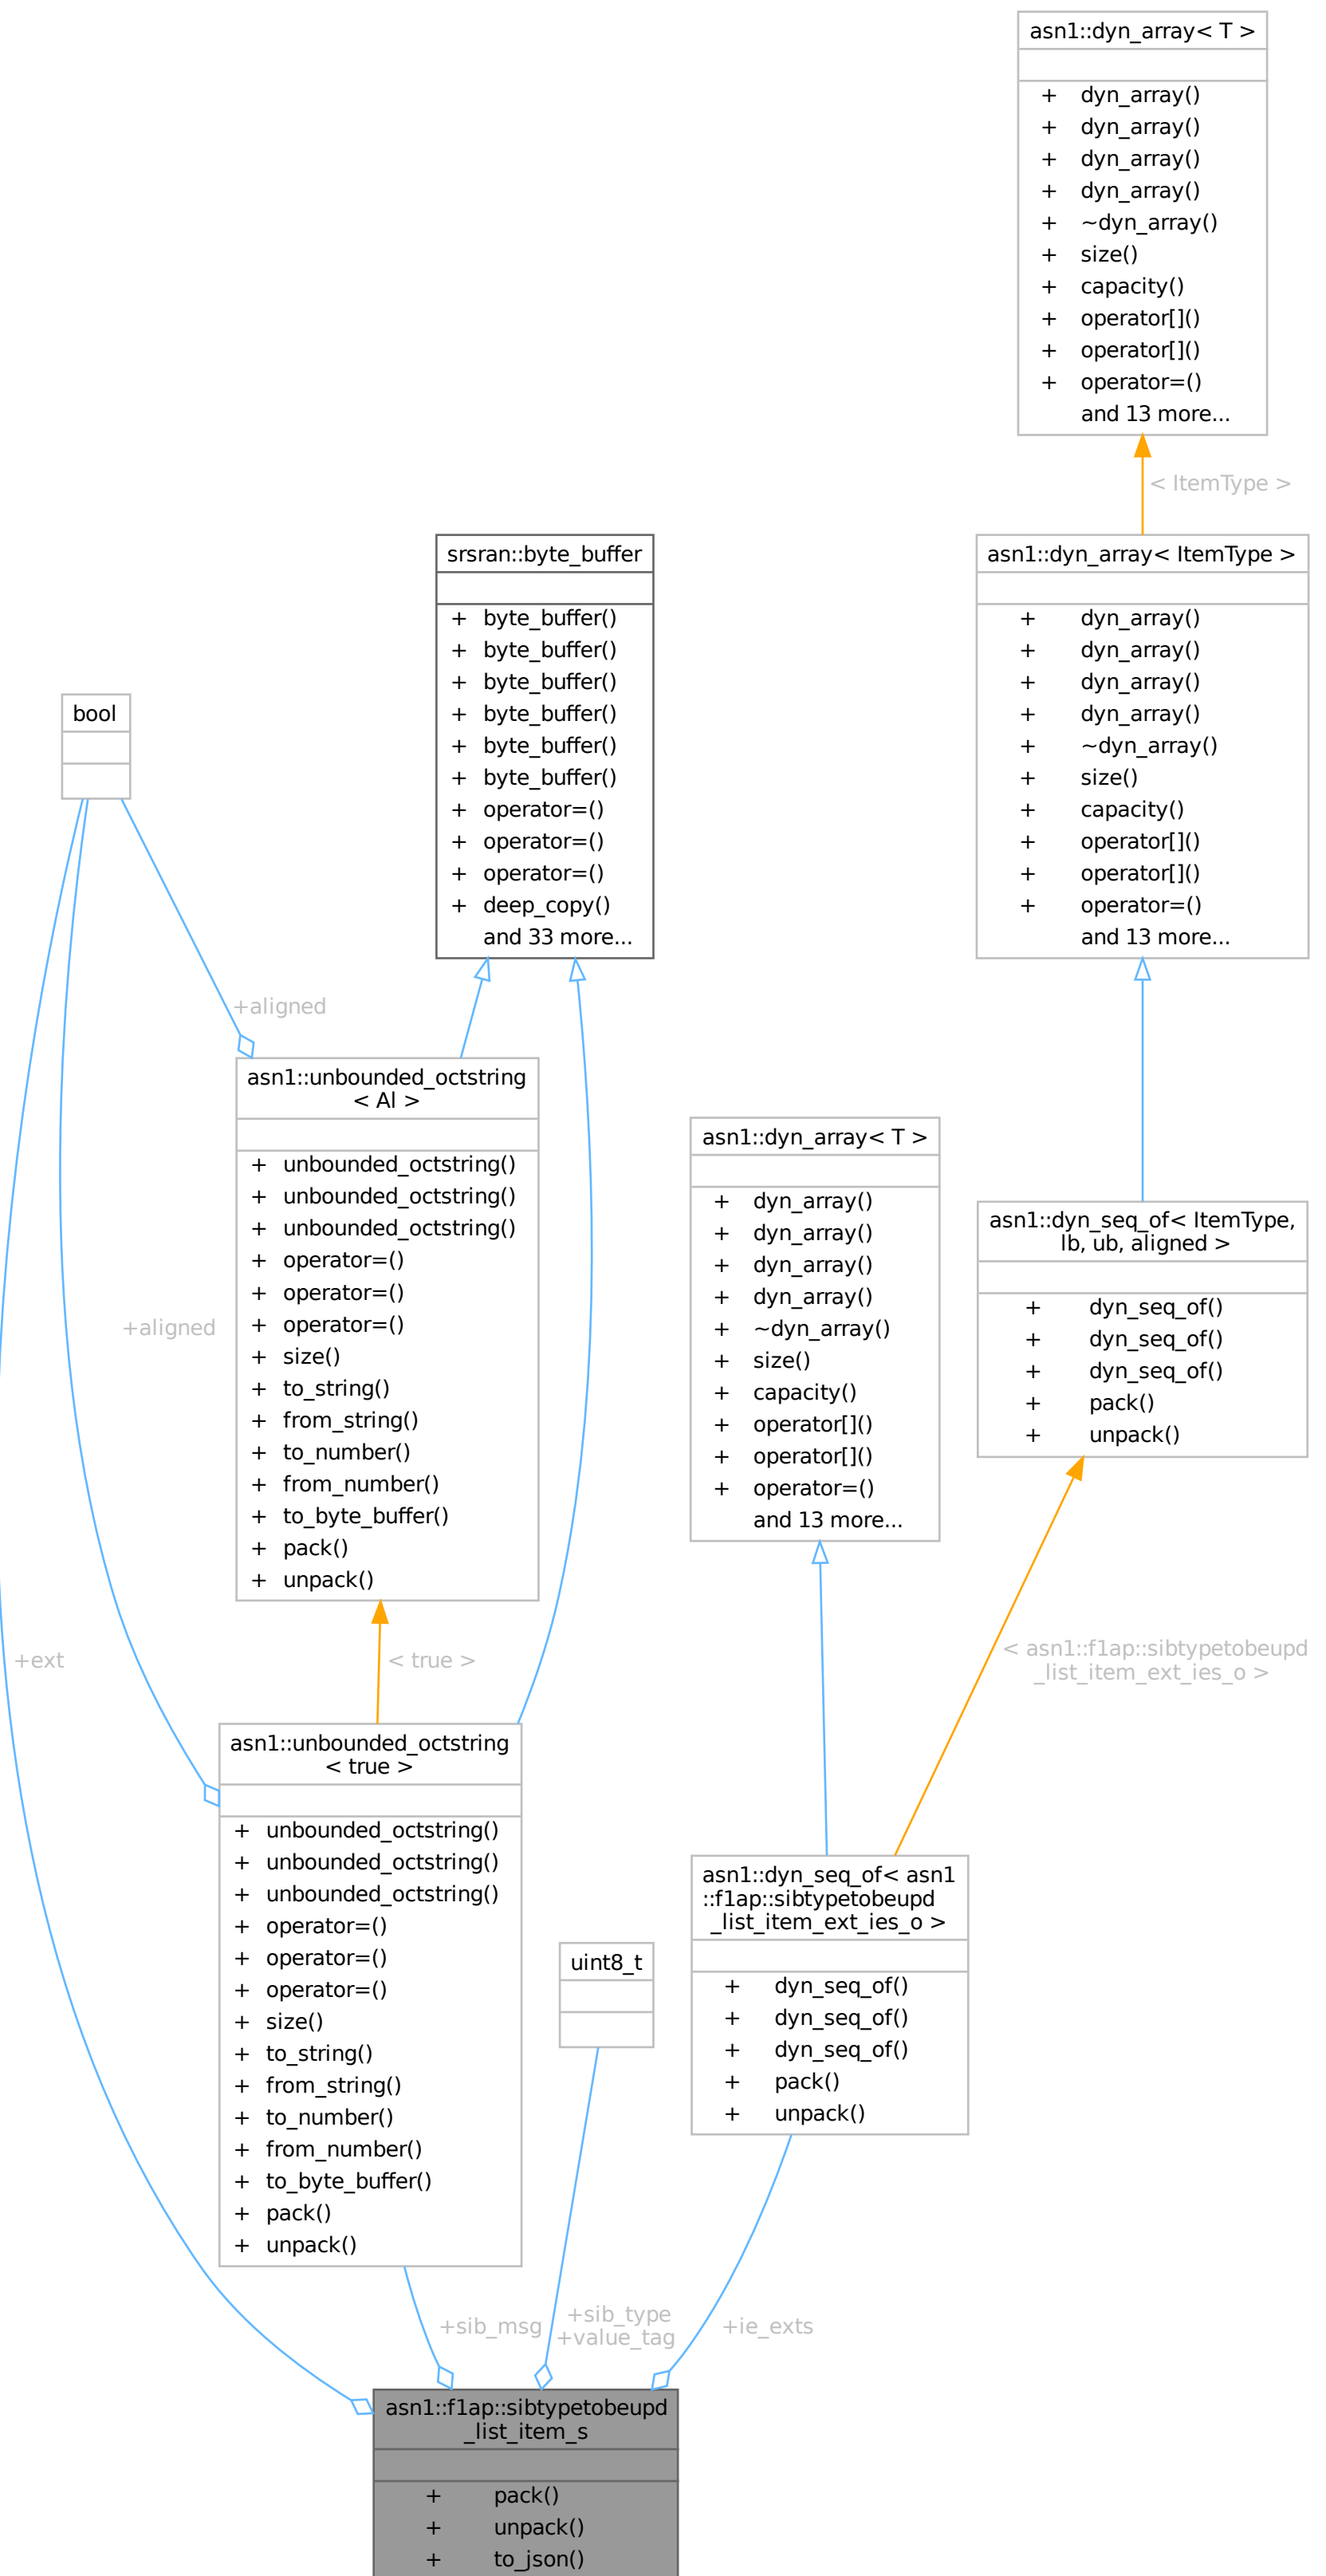 asn1::dyn_array< T >
+ dyn_array()
+ dyn_array()
+ dyn_array()
+ dyn_array()
+ ~dyn_array()
+ size()
+ capacity()
+ operator[]()
+ operator[]()
+ operator=()
and 13 more...
< ItemType >
srsran::byte_buffer
+ byte_buffer()
+ byte_buffer()
+ byte_buffer()
+ byte_buffer()
+ byte_buffer()
+ byte_buffer()
+ operator=()
+ operator=()
+ operator=()
+ deep_copy()
and 33 more...
asn1::dyn_array< ItemType >
+ dyn_array()
+ dyn_array()
+ dyn_array()
+ dyn_array()
+ ~dyn_array()
+ size()
+ capacity()
+ operator[]()
+ operator[]()
+ operator=()
and 13 more...
bool
+aligned
asn1::unbounded_octstring
< Al >
+ unbounded_octstring()
+ unbounded_octstring()
+ unbounded_octstring()
+ operator=()
+ operator=()
+ operator=()
+ size()
+ to_string()
+ from_string()
+ to_number()
+ from_number()
+ to_byte_buffer()
+ pack()
+ unpack()
asn1::dyn_array< T >
+ dyn_array()
+ dyn_array()
+ dyn_array()
+ dyn_array()
+ ~dyn_array()
+ size()
+ capacity()
+ operator[]()
+ operator[]()
+ operator=()
and 13 more...
asn1::dyn_seq_of< ItemType,
lb, ub, aligned >
+ dyn_seq_of()
+ dyn_seq_of()
+ dyn_seq_of()
+ pack()
+ unpack()
+aligned
+ext
< true >
< asn1::f1ap::sibtypetobeupd
_list_item_ext_ies_o >
asn1::unbounded_octstring
< true >
+ unbounded_octstring()
+ unbounded_octstring()
+ unbounded_octstring()
+ operator=()
+ operator=()
+ operator=()
+ size()
+ to_string()
+ from_string()
+ to_number()
+ from_number()
+ to_byte_buffer()
+ pack()
+ unpack()
uint8_t
asn1::dyn_seq_of< asn1
::f1ap::sibtypetobeupd
_list_item_ext_ies_o >
+ dyn_seq_of()
+ dyn_seq_of()
+ dyn_seq_of()
+ pack()
+ unpack()
+sib_msg
+sib_type
+value_tag
+ie_exts
asn1::f1ap::sibtypetobeupd
_list_item_s
+ pack()
+ unpack()
+ to_json()